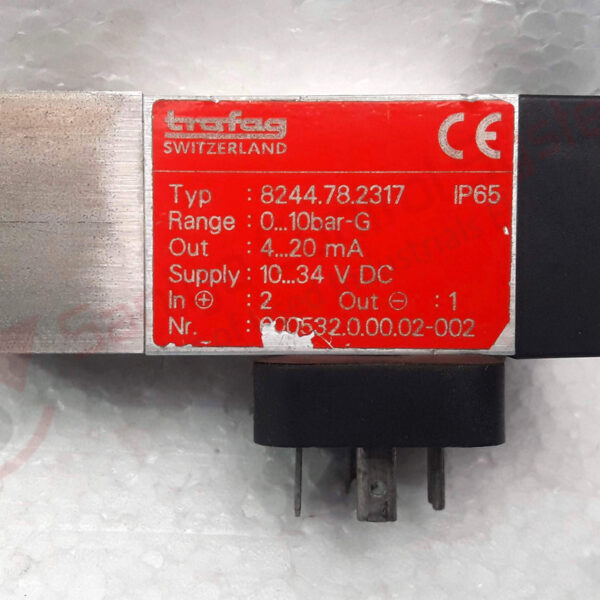 trafag
SWITZERLAND
CE
Typ : 8244.78.2317 IP65
Range : 0...10bar-G
Out : 4...20 mA
Supply : 10...34 V DC
In ⊕ : 2 Out ⊖ : 1
Nr. : 000532.0.00.02-002